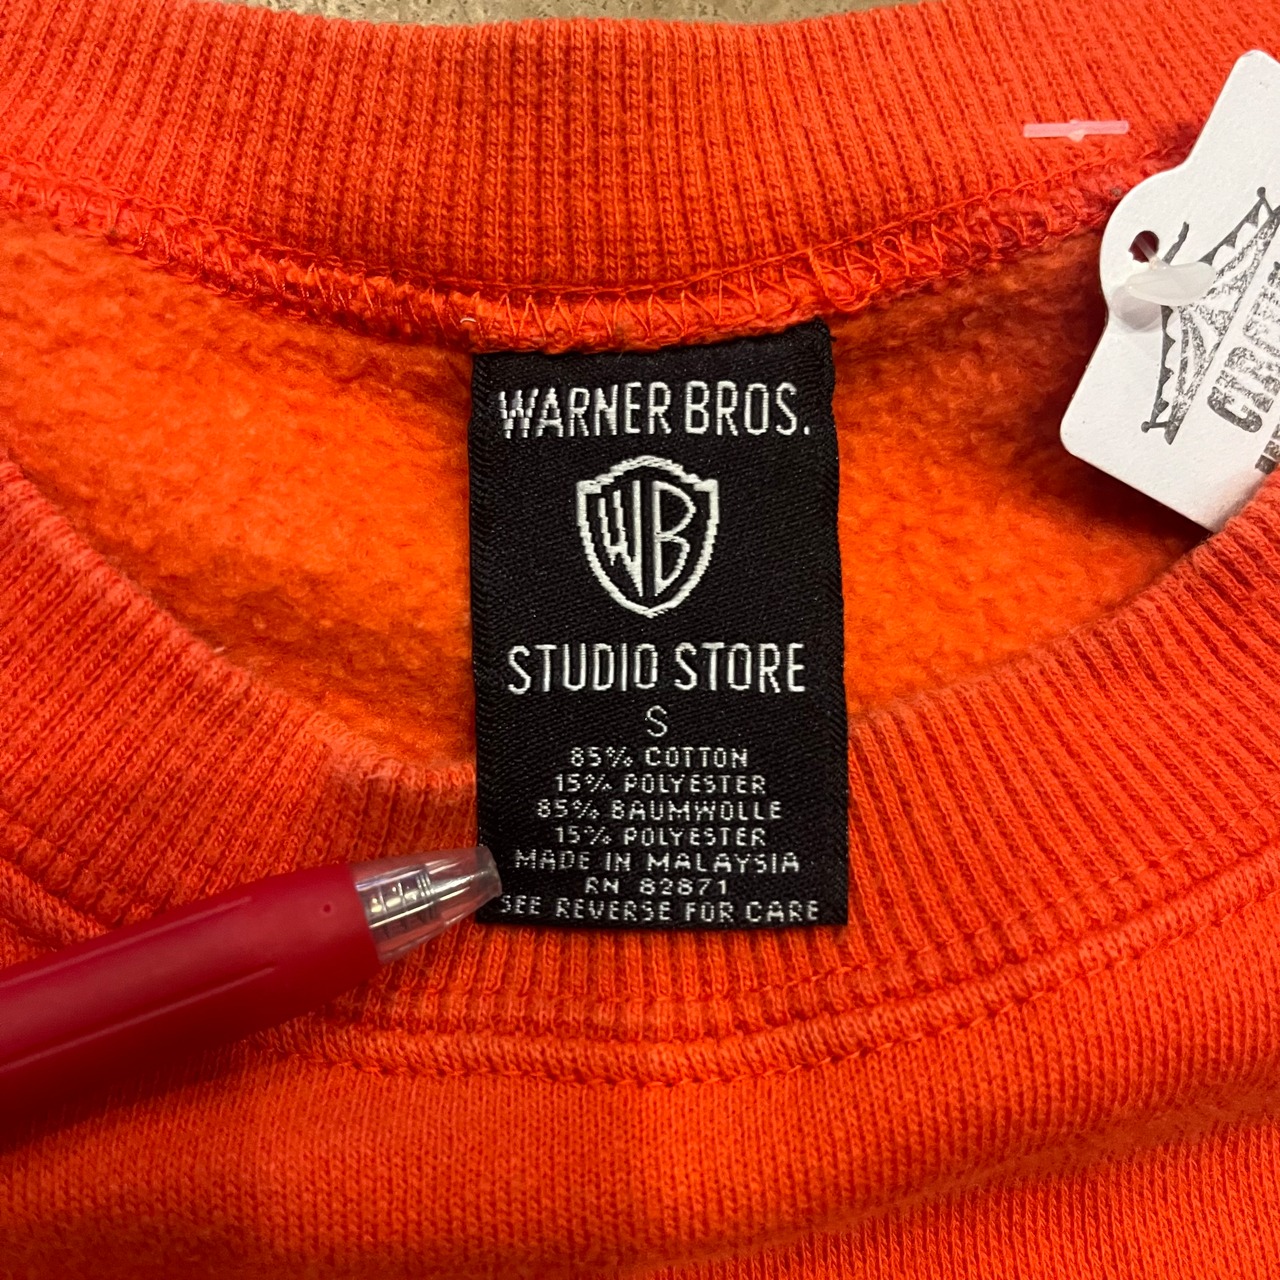 WARNER BROS.
WB
STUDIO STORE
S
85% COTTON
15% POLYESTER
85% BAUMWOLLE
15% POLYESTER
MADE IN MALAYSIA
RN 82871
SEE REVERSE FOR CARE